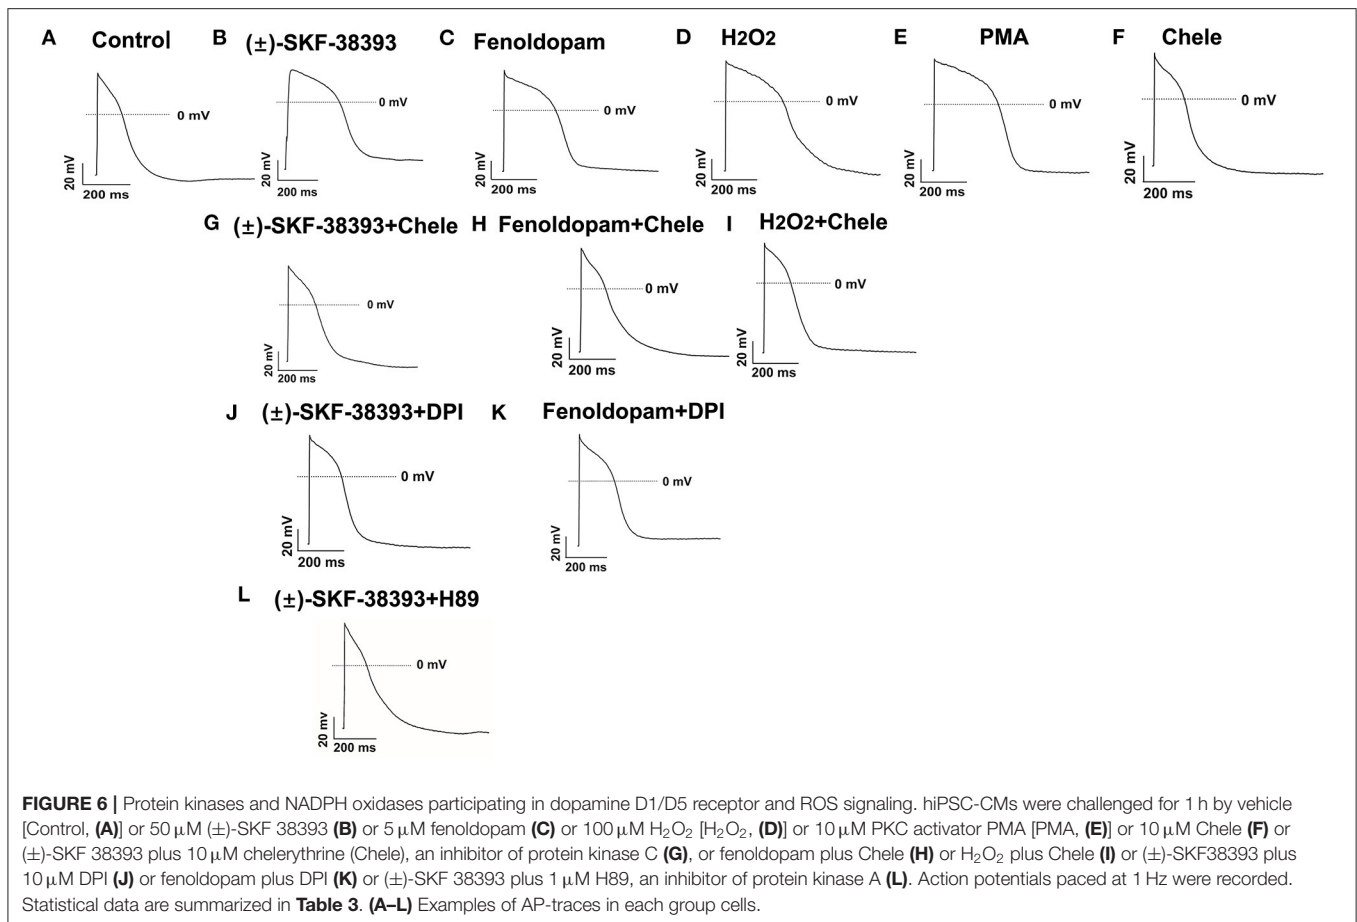 A Control B (±)-SKF-38393 C Fenoldopam D H2O2 E PMA F Chele
0 mV 0 mV 0 mV 0 mV 0 mV 0 mV
20 mV 20 mV 20 mV 20 mV 20 mV 20 mV
200 ms 200 ms 200 ms 200 ms 200 ms 200 ms
G (±)-SKF-38393+Chele H Fenoldopam+Chele I H2O2+Chele
0 mV 0 mV 0 mV
20 mV 20 mV 20 mV
200 ms 200 ms 200 ms
J (±)-SKF-38393+DPI K Fenoldopam+DPI
0 mV 0 mV
20 mV 20 mV
200 ms 200 ms
L (±)-SKF-38393+H89
0 mV
20 mv
200 ms
FIGURE 6 | Protein kinases and NADPH oxidases participating in dopamine D1/D5 receptor and ROS signaling. hiPSC-CMs were challenged for 1 h by vehicle
[Control, (A)] or 50 μM (±)-SKF 38393 (B) or 5 μM fenoldopam (C) or 100 μM H₂O₂ [H₂O₂, (D)] or 10 μM PKC activator PMA [PMA, (E)] or 10 μM Chele (F) or
(±)-SKF 38393 plus 10 μM chelerythrine (Chele), an inhibitor of protein kinase C (G), or fenoldopam plus Chele (H) or H₂O₂ plus Chele (I) or (±)-SKF38393 plus
10 μM DPI (J) or fenoldopam plus DPI (K) or (±)-SKF 38393 plus 1 μM H89, an inhibitor of protein kinase A (L). Action potentials paced at 1 Hz were recorded.
Statistical data are summarized in Table 3. (A–L) Examples of AP-traces in each group cells.